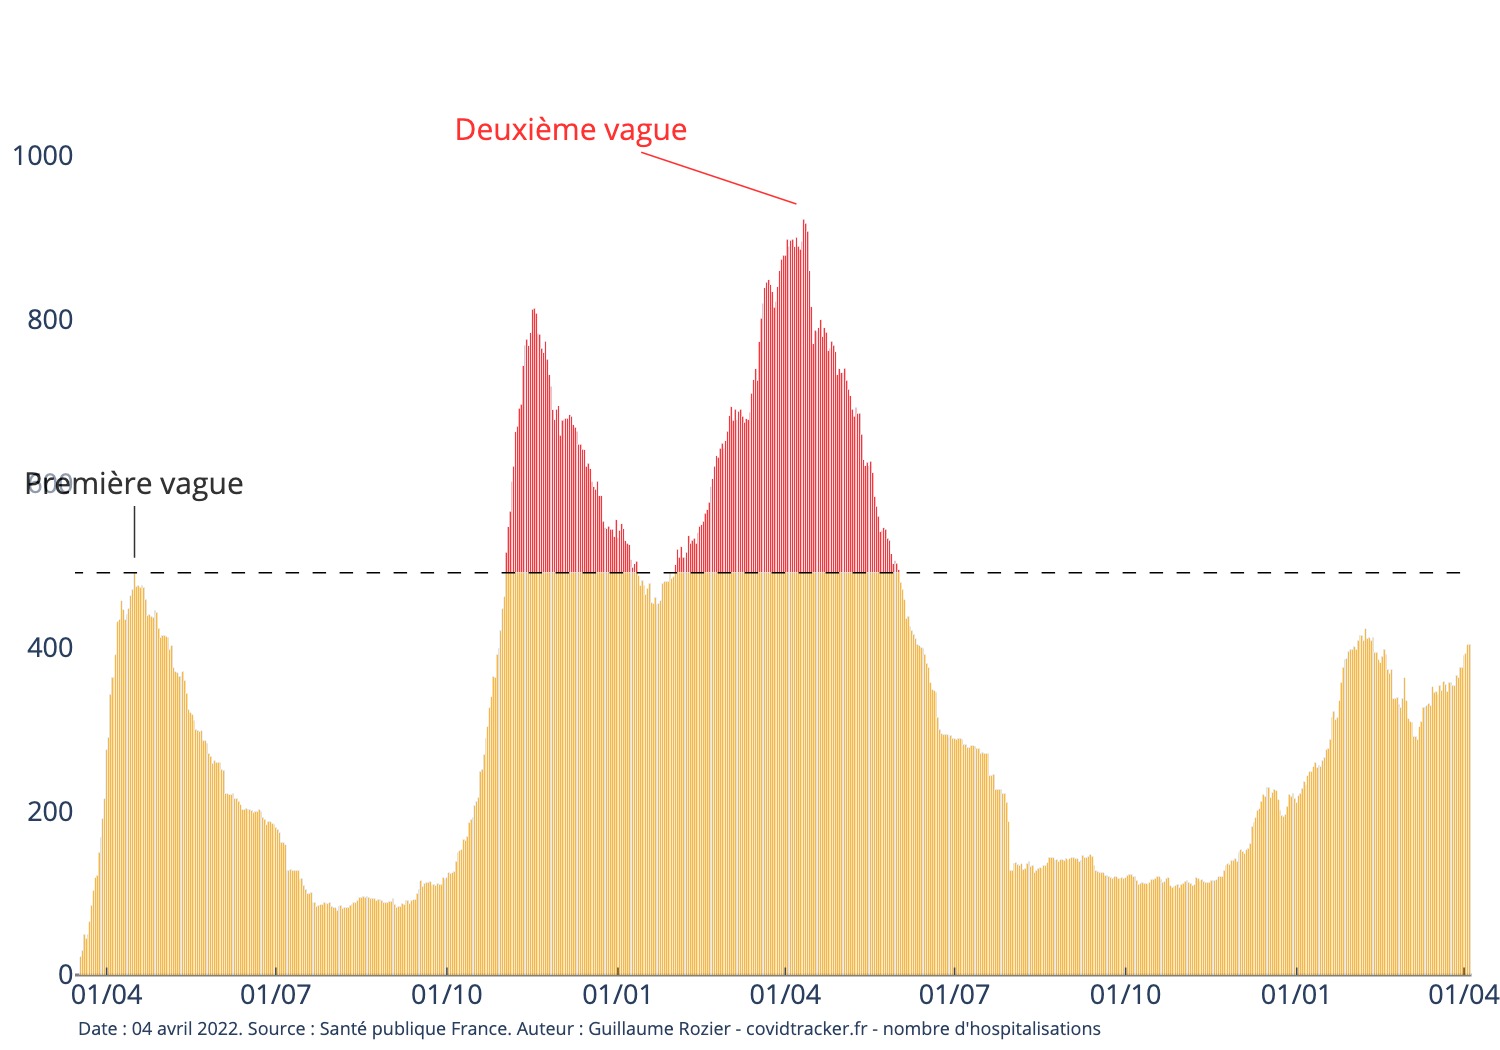 Deuxième vague
1000
800
600
Première vague
400
200
0
01/04 01/07 01/10 01/01 01/04 01/07 01/10 01/01 01/04
Date : 04 avril 2022. Source : Santé publique France. Auteur : Guillaume Rozier - covidtracker.fr - nombre d'hospitalisations